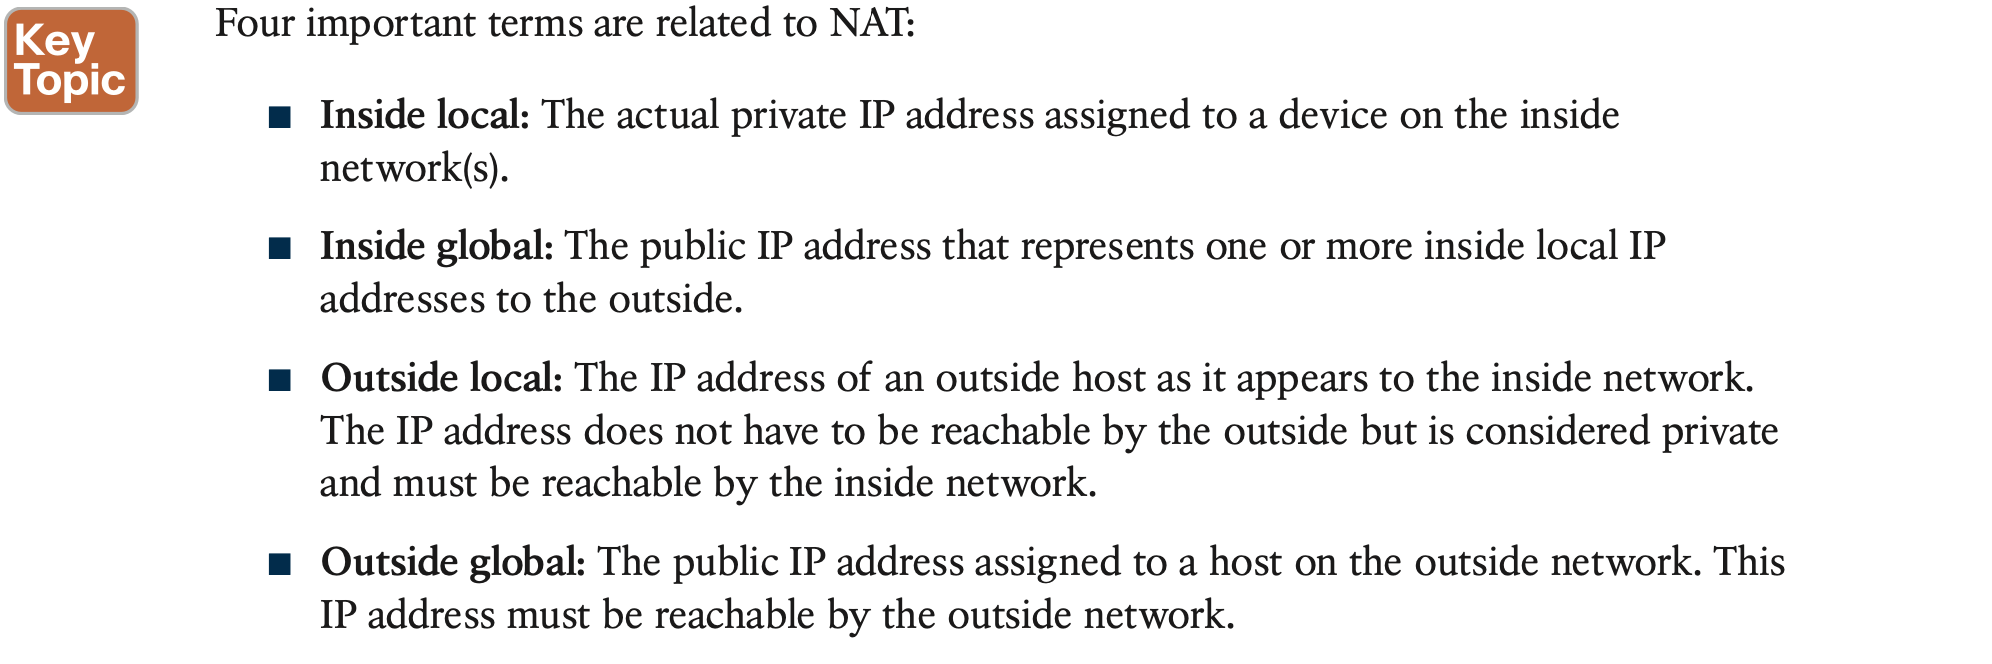 Key
Topic
Four important terms are related to NAT:
■ Inside local: The actual private IP address assigned to a device on the inside
network(s).
■ Inside global: The public IP address that represents one or more inside local IP
addresses to the outside.
■ Outside local: The IP address of an outside host as it appears to the inside network.
The IP address does not have to be reachable by the outside but is considered private
and must be reachable by the inside network.
■ Outside global: The public IP address assigned to a host on the outside network. This
IP address must be reachable by the outside network.